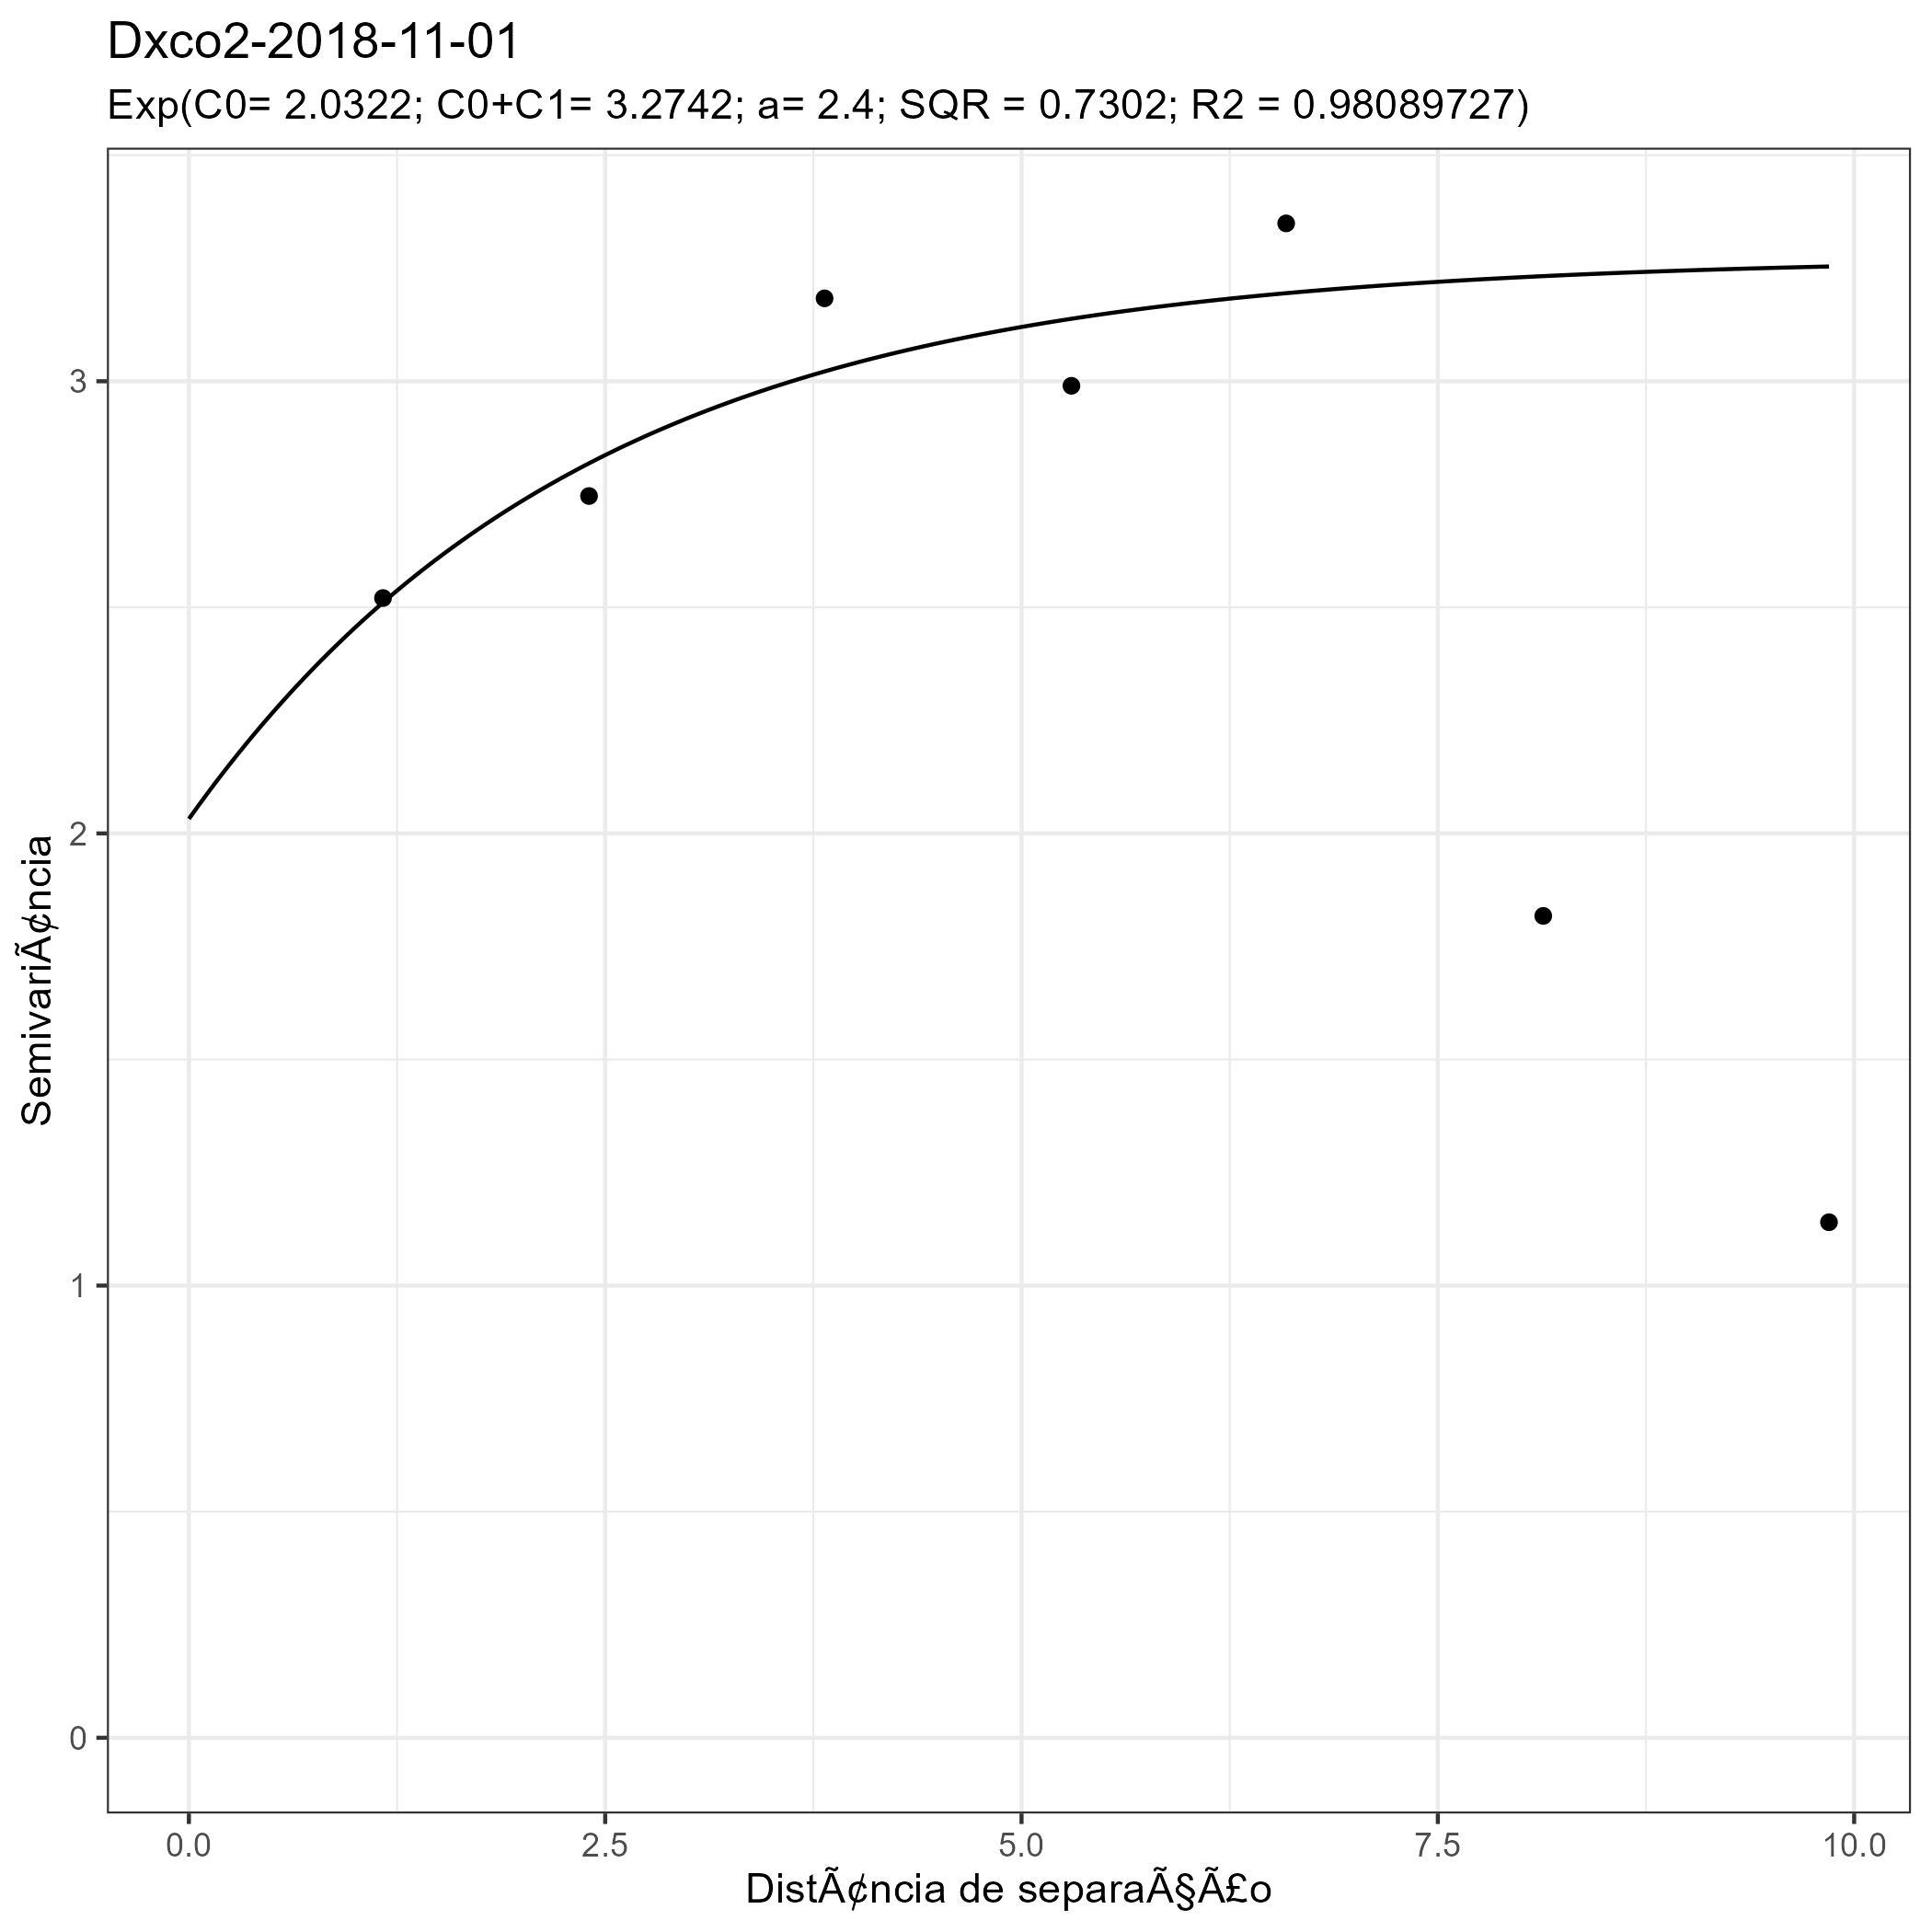 Dxco2-2018-11-01
Exp(C0= 2.0322; C0+C1= 3.2742; a= 2.4; SQR = 0.7302; R2 = 0.98089727)
SemivariÃ¢ncia
3
2
1
0
0.0 2.5 5.0 7.5 10.0
DistÃ¢ncia de separaÃ§Ã£o